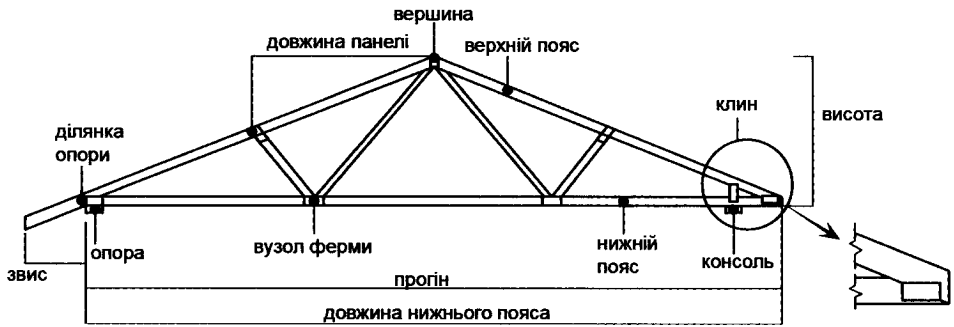 вершина
довжина панелі
верхній пояс
клин
висота
ділянка
опори
опора
вузол ферми
нижній
пояс
консоль
звис
прогін
довжина нижнього пояса